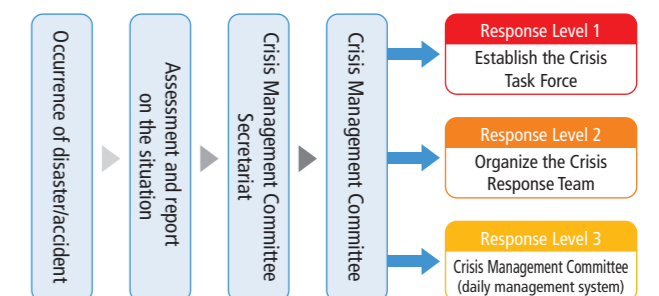 Occurrence of disaster/accident
Assessment and report
on the situation
Crisis Management Committee
Secretariat
Crisis Management Committee
Response Level 1
Establish the Crisis
Task Force
Response Level 2
Organize the Crisis
Response Team
Response Level 3
Crisis Management Committee
(daily management system)